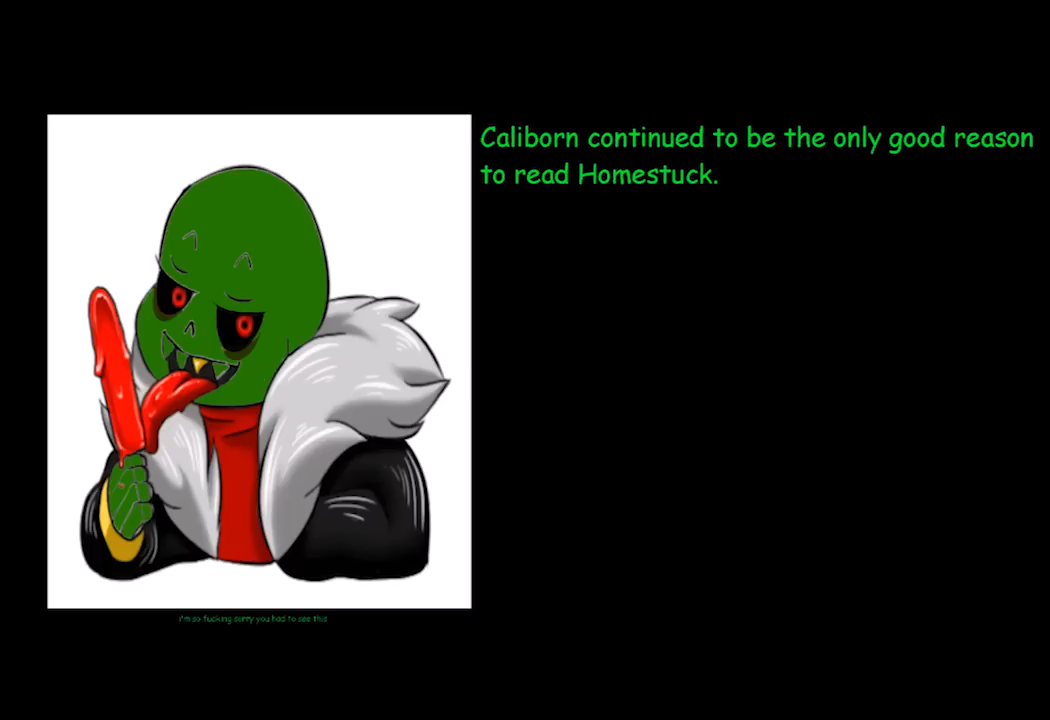 Caliborn continued to be the only good reason
to read Homestuck.
i'm so fucking sorry you had to see this